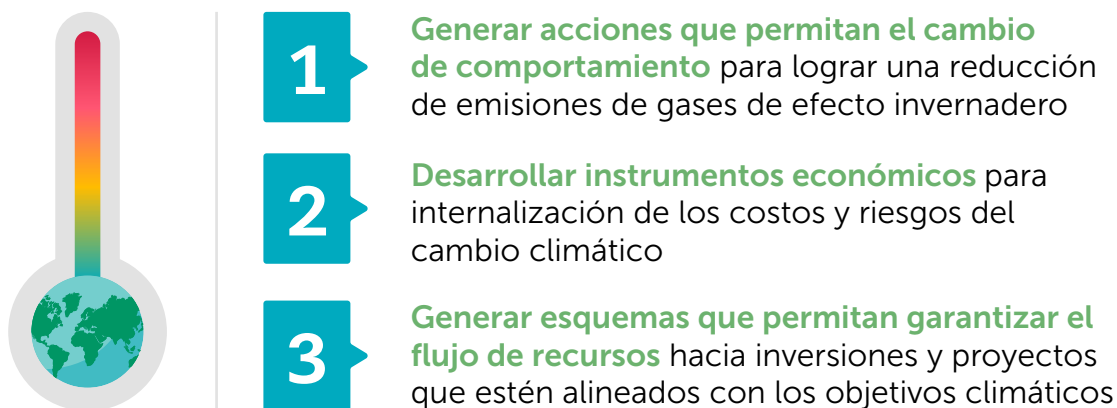 1
Generar acciones que permitan el cambio
de comportamiento para lograr una reducción
de emisiones de gases de efecto invernadero
2
Desarrollar instrumentos económicos para
internalización de los costos y riesgos del
cambio climático
3
Generar esquemas que permitan garantizar el
flujo de recursos hacia inversiones y proyectos
que estén alineados con los objetivos climáticos